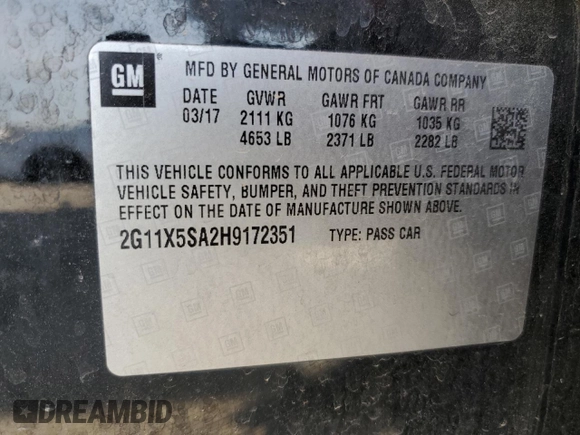 GM
MFD BY GENERAL MOTORS OF CANADA COMPANY
DATE GVWR GAWR FRT GAWR RR
03/17 2111 KG 1076 KG 1035 KG
4653 LB 2371 LB 2282 LB
THIS VEHICLE CONFORMS TO ALL APPLICABLE U.S. FEDERAL MOTOR
VEHICLE SAFETY, BUMPER, AND THEFT PREVENTION STANDARDS IN
EFFECT ON THE DATE OF MANUFACTURE SHOWN ABOVE.
2G11X5SA2H9172351 TYPE: PASS CAR
DREAMBID